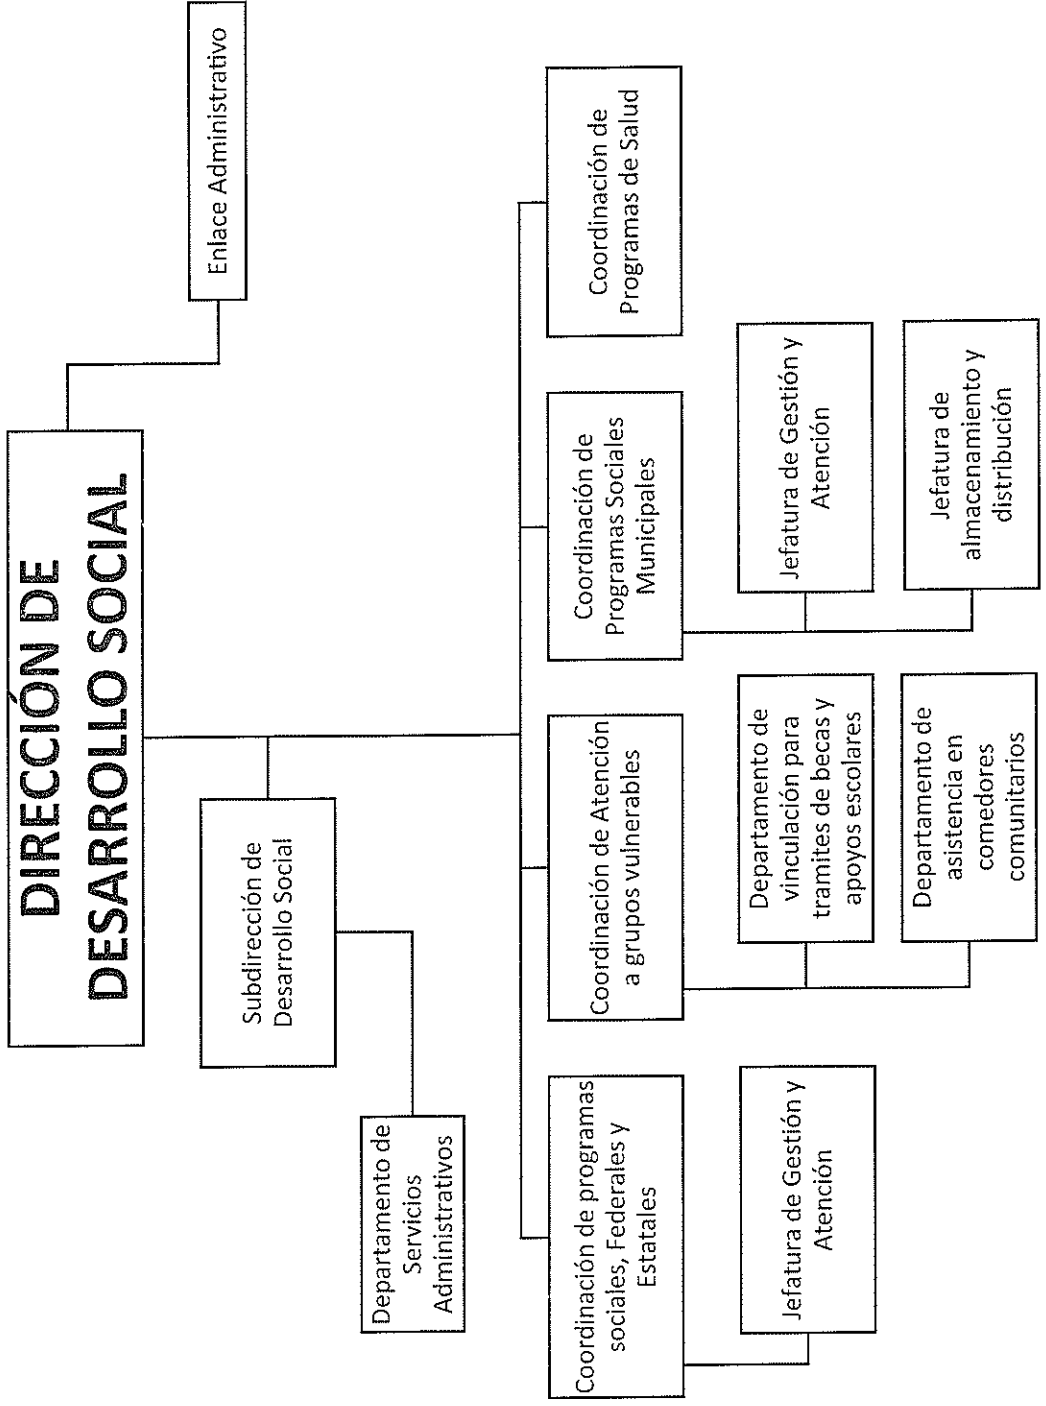 DIRECCIÓN DE
DESARROLLO SOCIAL
Enlace Administrativo
Subdirección de
Desarrollo Social
Departamento de
Servicios
Administrativos
Coordinación de programas
sociales, Federales y
Estatales
Coordinación de Atención
a grupos vulnerables
Coordinación de
Programas Sociales
Municipales
Coordinación de
Programas de Salud
Jefatura de Gestión y
Atención
Departamento de
vinculación para
tramites de becas y
apoyos escolares
Jefatura de Gestión y
Atención
Departamento de
asistencia en
comedores
comunitarios
Jefatura de
almacenamiento y
distribución